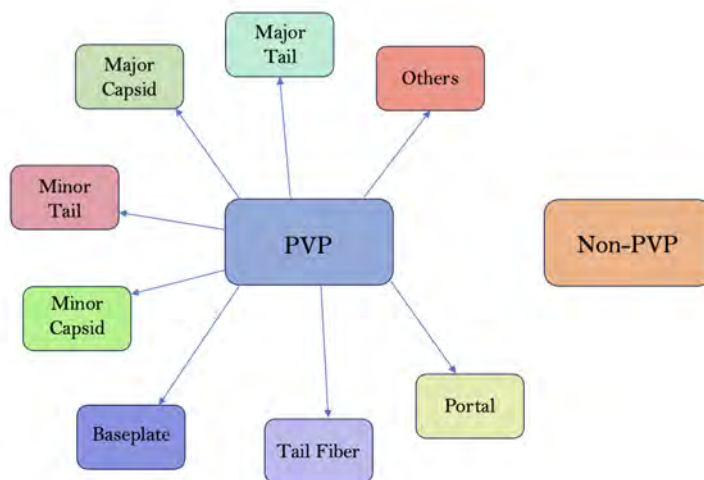 Major
Tail
Major
Capsid
Others
Minor
Tail
PVP
Non-PVP
Minor
Capsid
Portal
Baseplate
Tail Fiber